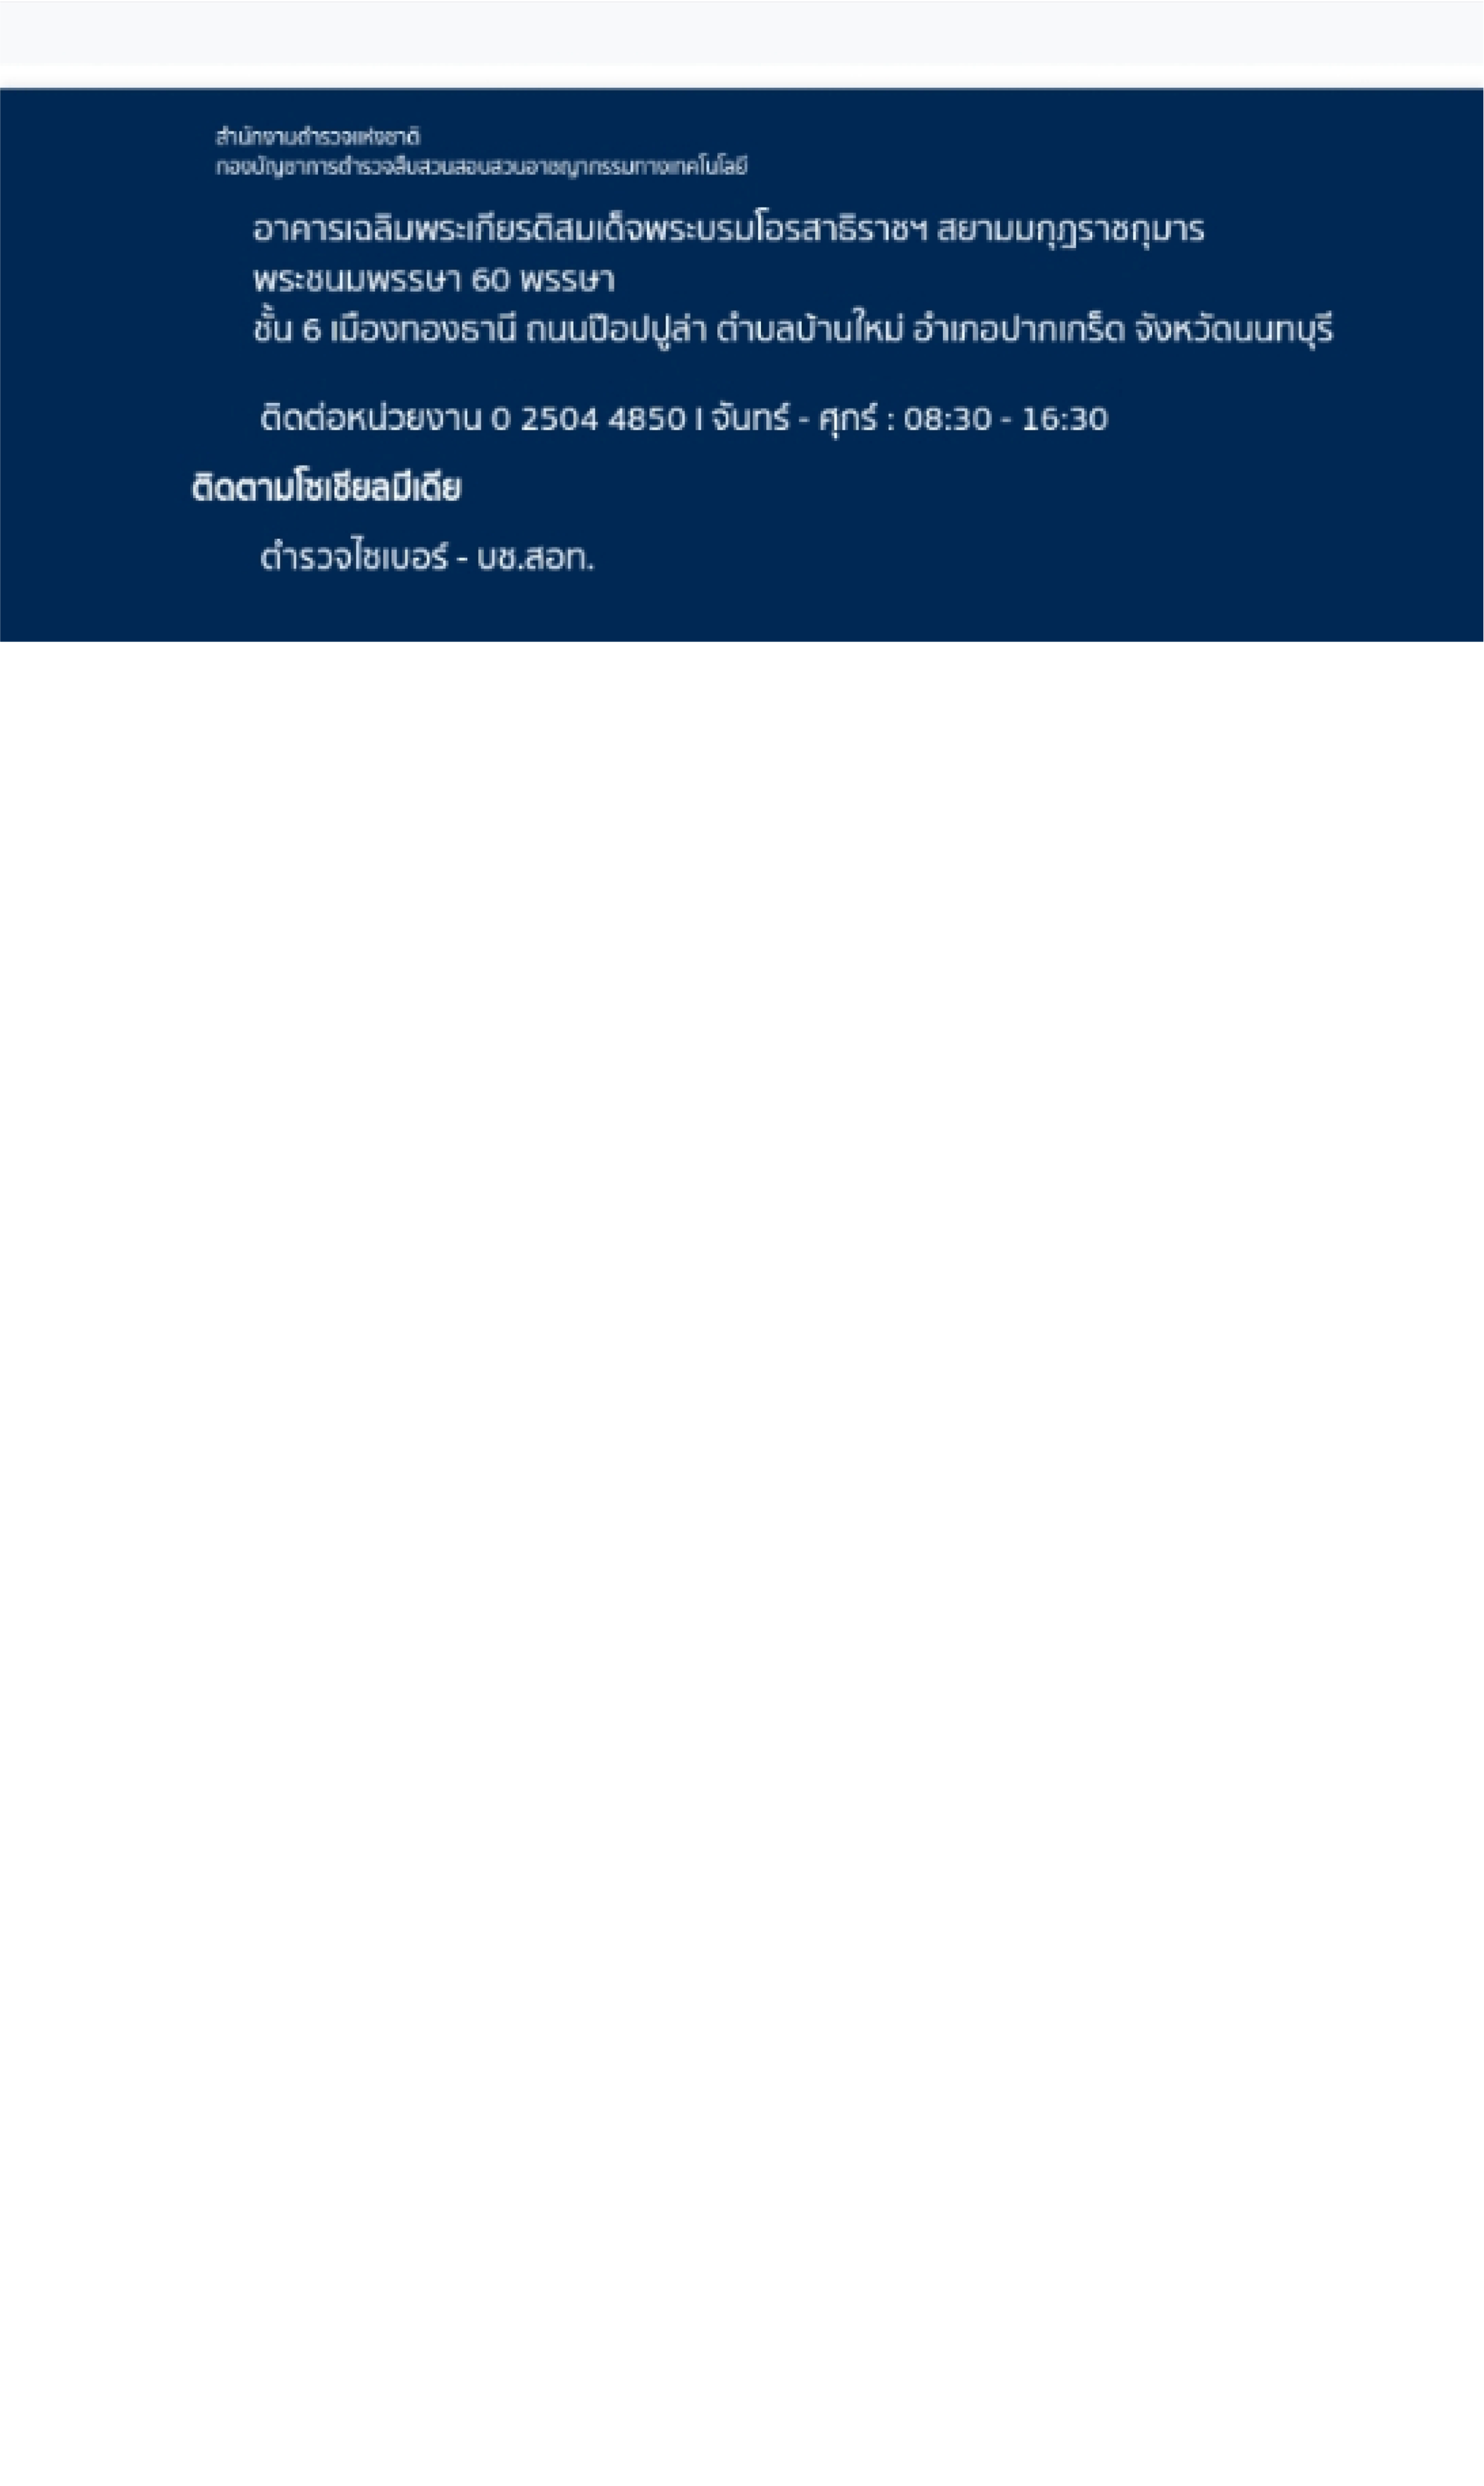 สำนักงานตำรวจแห่งชาติ
กองบัญชาการตำรวจสืบสวนสอบสวนอาชญากรรมทางเทคโนโลยี
อาคารเฉลิมพระเกียรติสมเด็จพระบรมโอรสาธิราชฯ สยามมกุฎราชกุมาร
พระชนมพรรษา 60 พรรษา
ชั้น 6 เมืองทองธานี ถนนป๊อปปูล่า ตำบลบ้านใหม่ อำเภอปากเกร็ด จังหวัดนนทบุรี
ติดต่อหน่วยงาน 0 2504 4850 I จันทร์ - ศุกร์ : 08:30 - 16:30
ติดตามโซเชียลมีเดีย
ตำรวจไซเบอร์ - บช.สอท.